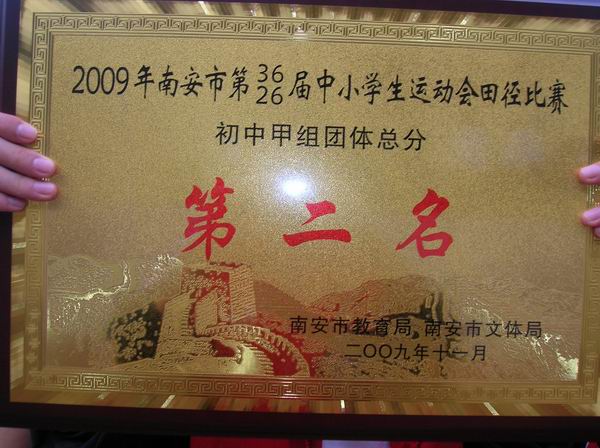 2009年南安市第36/26届中小学生运动会田径比赛
初中甲组团体总分
第二名
南安市教育局、南安市文体局
二〇〇九年十一月